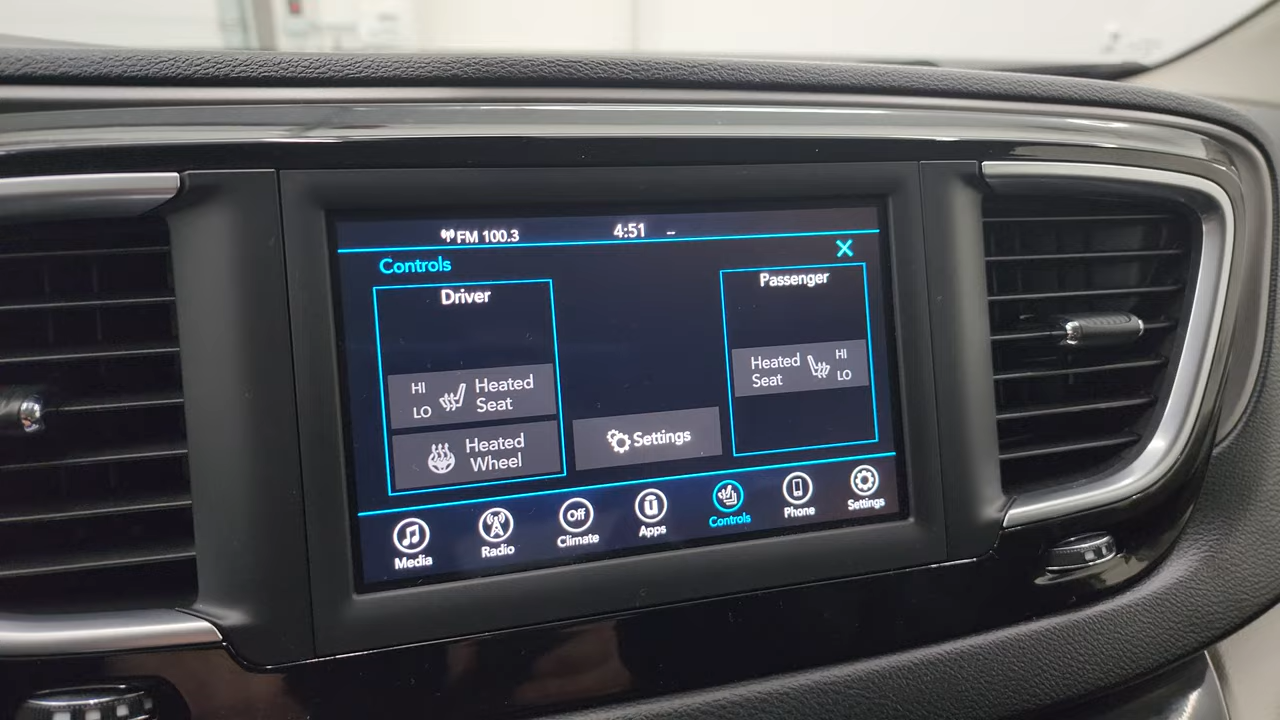 FM 100.3
4:51
Controls
Driver
HI
LO
Heated
Seat
Heated
Wheel
Settings
Passenger
Heated
Seat
HI
LO
Media
Radio
Off
Climate
Apps
Controls
Phone
Settings